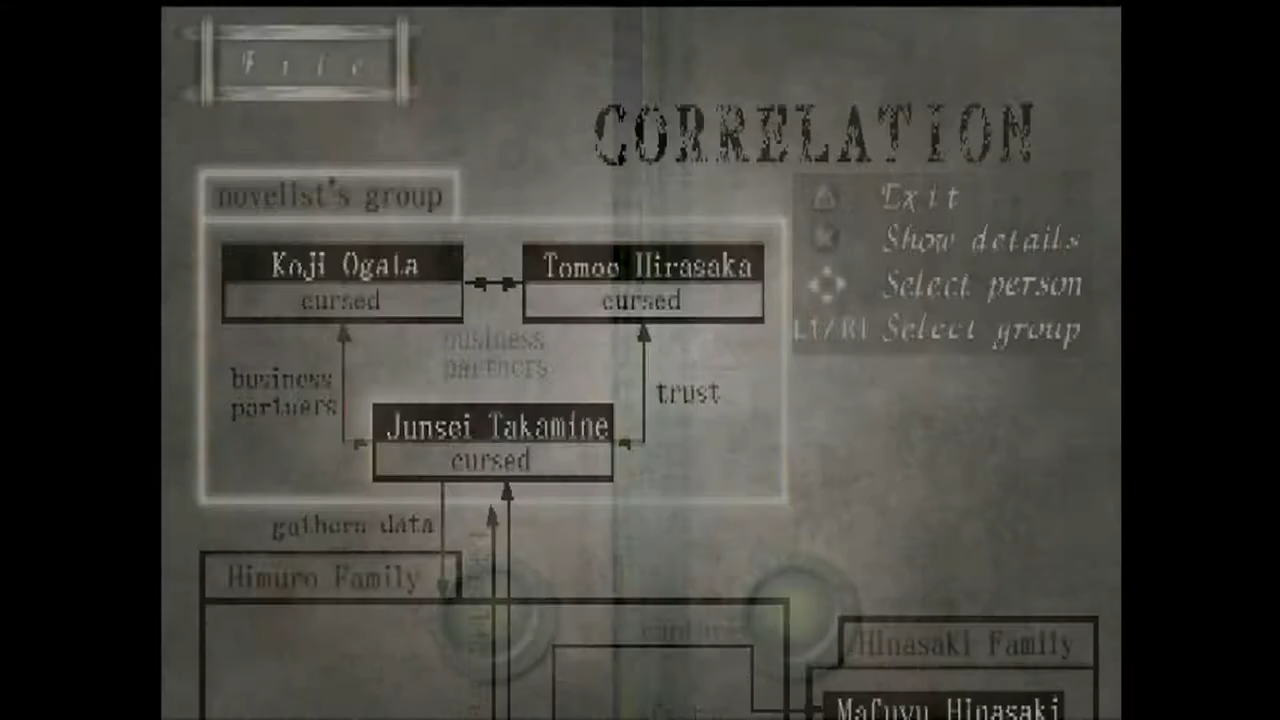 File
CORRELATION
novelist's group
Exit
Show details
Select person
L1/R1 Select group
Koji Ogata
cursed
Tomoe Hirasaka
cursed
business
partners
business
partners
trust
Junsei Takamine
cursed
gathers data
Himuro Family
Hinasaki Family
Mafuyu Hinasaki